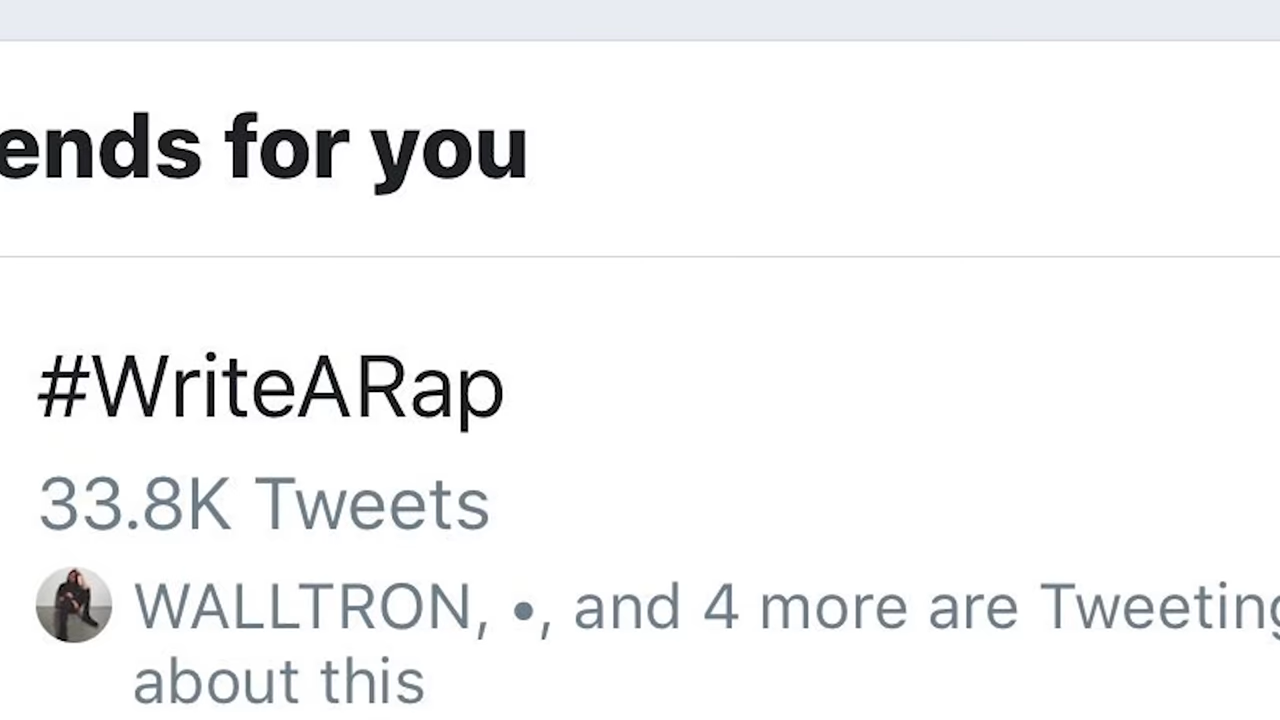 ends for you
#WriteARap
33.8K Tweets
WALLTRON, •, and 4 more are Tweeting
about this